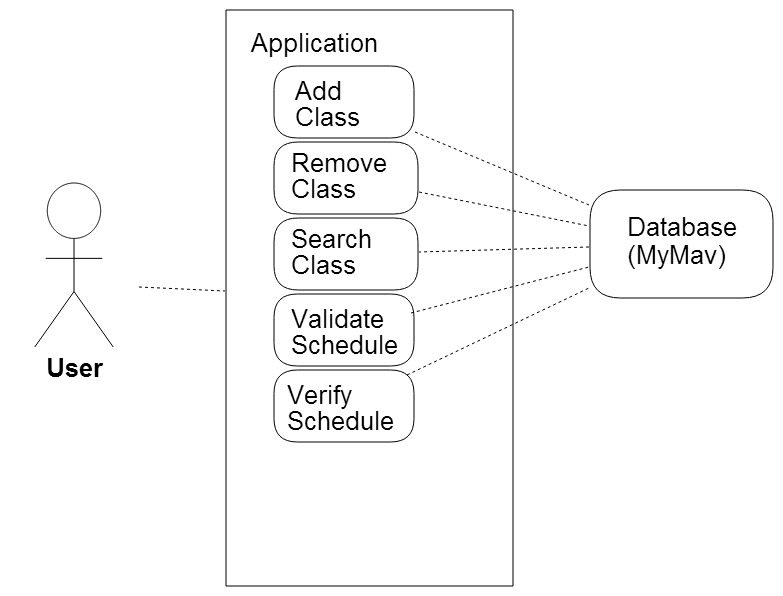 Application
Add
Class
Remove
Class
Search
Class
Validate
Schedule
Verify
Schedule
User
Database
(MyMav)